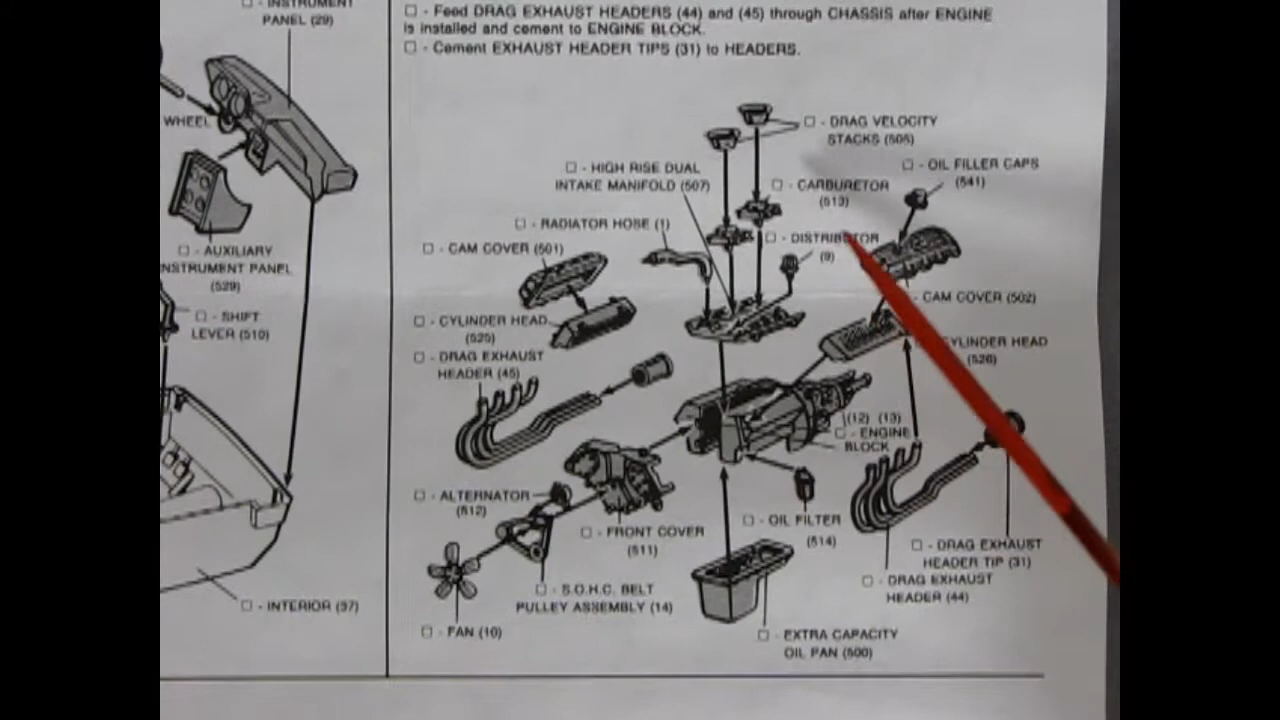 ☐ - INSTRUMENT
PANEL (29)
WHEEL
☐ - AUXILIARY
INSTRUMENT PANEL
(529)
☐ - SHIFT
LEVER (510)
☐ - INTERIOR (37)
☐ - Feed DRAG EXHAUST HEADERS (44) and (45) through CHASSIS after ENGINE
is installed and cement to ENGINE BLOCK.
☐ - Cement EXHAUST HEADER TIPS (31) to HEADERS.
☐ - DRAG VELOCITY
STACKS (505)
☐ - HIGH RISE DUAL
INTAKE MANIFOLD (507)
☐ - OIL FILLER CAPS
(541)
☐ - CARBURETOR
(513)
☐ - RADIATOR HOSE (1)
☐ - DISTRIBUTOR
(9)
☐ - CAM COVER (501)
- CAM COVER (502)
☐ - CYLINDER HEAD
(525)
CYLINDER HEAD
(526)
☐ - DRAG EXHAUST
HEADER (45)
(12) (13)
☐ - ENGINE
BLOCK
☐ - ALTERNATOR
(512)
☐ - FRONT COVER
(511)
☐ - OIL FILTER
(514)
☐ - DRAG EXHAUST
HEADER TIP (31)
☐ - DRAG EXHAUST
HEADER (44)
☐ - S.O.H.C. BELT
PULLEY ASSEMBLY (14)
☐ - FAN (10)
☐ - EXTRA CAPACITY
OIL PAN (500)